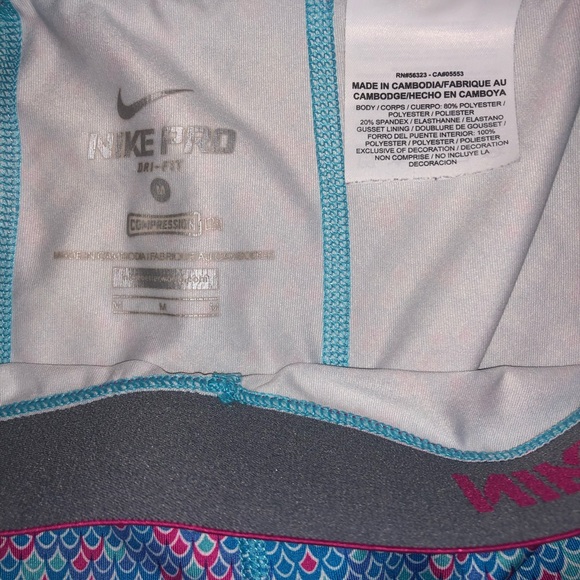 NIKE PRO
DRI-FIT
M
COMPRESSION
M
RN#56323 - CA#05553
MADE IN CAMBODIA/FABRIQUE AU
CAMBODGE/HECHO EN CAMBOYA
BODY / CORPS / CUERPO: 80% POLYESTER /
POLYESTER / POLIESTER
20% SPANDEX / ELASTHANNE / ELASTANO
GUSSET LINING / DOUBLURE DE GOUSSET /
FORRO DEL PUENTE INTERIOR: 100%
POLYESTER / POLYESTER / POLIESTER
EXCLUSIVE OF DECORATION / DECORATION
NON COMPRISE / NO INCLUYE LA
DECORACION